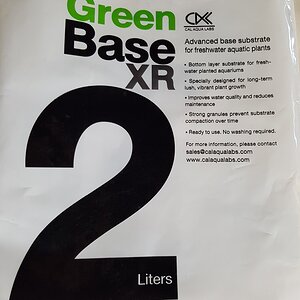 Green
Base
XR
CAL AQUA LABS
Advanced base substrate
for freshwater aquatic plants
• Bottom layer substrate for fresh-
water planted aquariums
• Specially designed for long-term
lush, vibrant plant growth
• Improves water quality and reduces
maintenance
• Strong granules prevent substrate
compaction over time
• Ready to use. No washing required.
For more information, please contact
sales@calaqualabs.com
www.calaqualabs.com
2
Liters